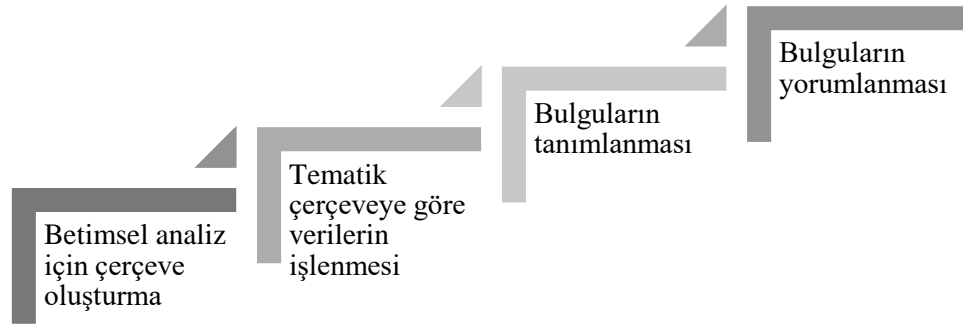 Betimsel analiz
için çerçeve
oluşturma
Tematik
çerçeveye göre
verilerin
işlenmesi
Bulguların
tanımlanması
Bulguların
yorumlanması